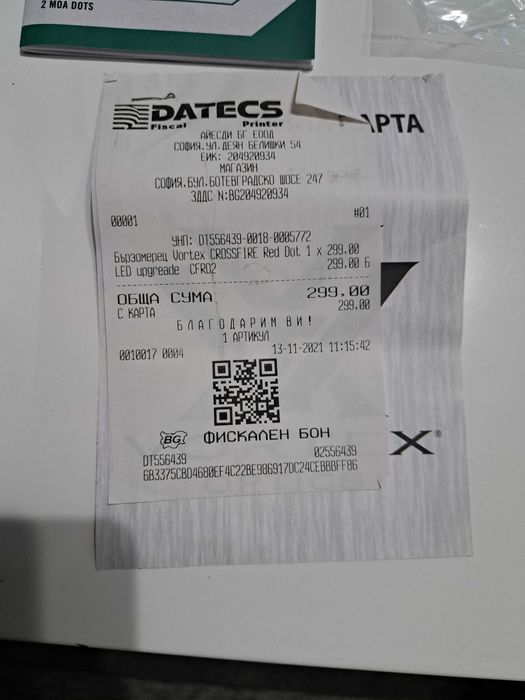 2 MOA DOTS
DATECS
Fiscal Printer
КАРТА
АЙЕСДИ БГ ЕООД
СОФИЯ.УЛ.ДЕЯН БЕЛИШКИ 54
ЕИК: 204920934
МАГАЗИН
СОФИЯ.БУЛ.БОТЕВГРАДСКО ШОСЕ 247
ЗДДС N:BG204920934
00001 #01
УНП: DT556439-0018-0005772
Бързомерец Vortex CROSSFIRE Red Dot 1 x 299.00
LED upgreade CFRD2 299.00 Б
ОБЩА СУМА 299.00
С КАРТА 299.00
БЛАГОДАРИМ ВИ!
1 АРТИКУЛ
0010017 0004 13-11-2021 11:15:42
BG
ФИСКАЛЕН БОН
X®
DT556439 02556439
6B3375CBD4680EF4C22BE986917DC24CEBBBFF86